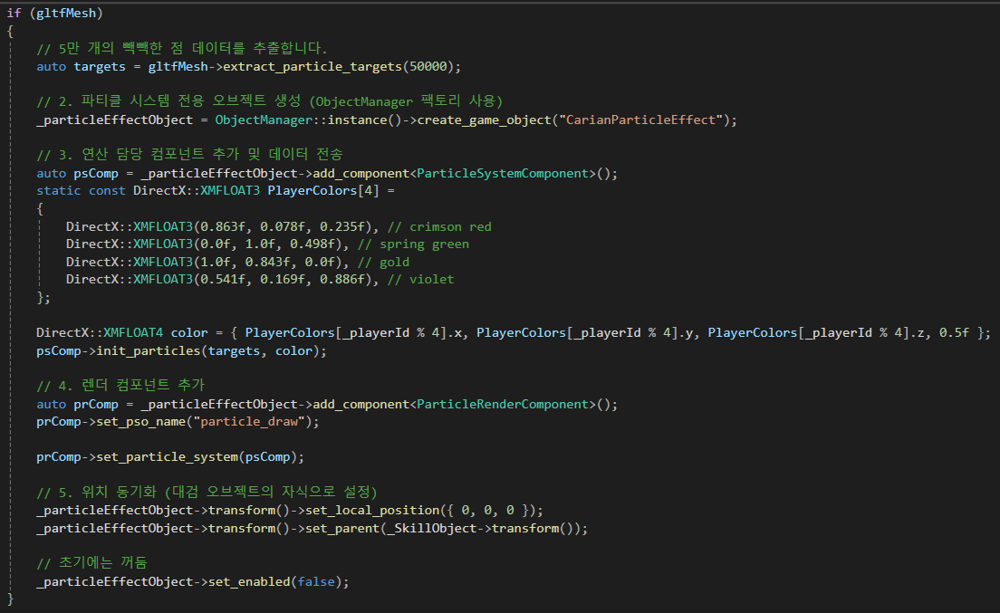 if (gltfMesh)
{
// 5만 개의 빽빽한 점 데이터를 추출합니다.
auto targets = gltfMesh->extract_particle_targets(50000);
// 2. 파티클 시스템 전용 오브젝트 생성 (ObjectManager 팩토리 사용)
_particleEffectObject = ObjectManager::instance()->create_game_object("CarianParticleEffect");
// 3. 연산 담당 컴포넌트 추가 및 데이터 전송
auto psComp = _particleEffectObject->add_component<ParticleSystemComponent>();
static const DirectX::XMFLOAT3 PlayerColors[4] =
{
DirectX::XMFLOAT3(0.863f, 0.078f, 0.235f), // crimson red
DirectX::XMFLOAT3(0.0f, 1.0f, 0.498f), // spring green
DirectX::XMFLOAT3(1.0f, 0.843f, 0.0f), // gold
DirectX::XMFLOAT3(0.541f, 0.169f, 0.886f), // violet
};
DirectX::XMFLOAT4 color = { PlayerColors[_playerId % 4].x, PlayerColors[_playerId % 4].y, PlayerColors[_playerId % 4].z, 0.5f };
psComp->init_particles(targets, color);
// 4. 렌더 컴포넌트 추가
auto prComp = _particleEffectObject->add_component<ParticleRenderComponent>();
prComp->set_pso_name("particle_draw");
prComp->set_particle_system(psComp);
// 5. 위치 동기화 (대검 오브젝트의 자식으로 설정)
_particleEffectObject->transform()->set_local_position({ 0, 0, 0 });
_particleEffectObject->transform()->set_parent(_SkillObject->transform());
// 초기에는 꺼둠
_particleEffectObject->set_enabled(false);
}